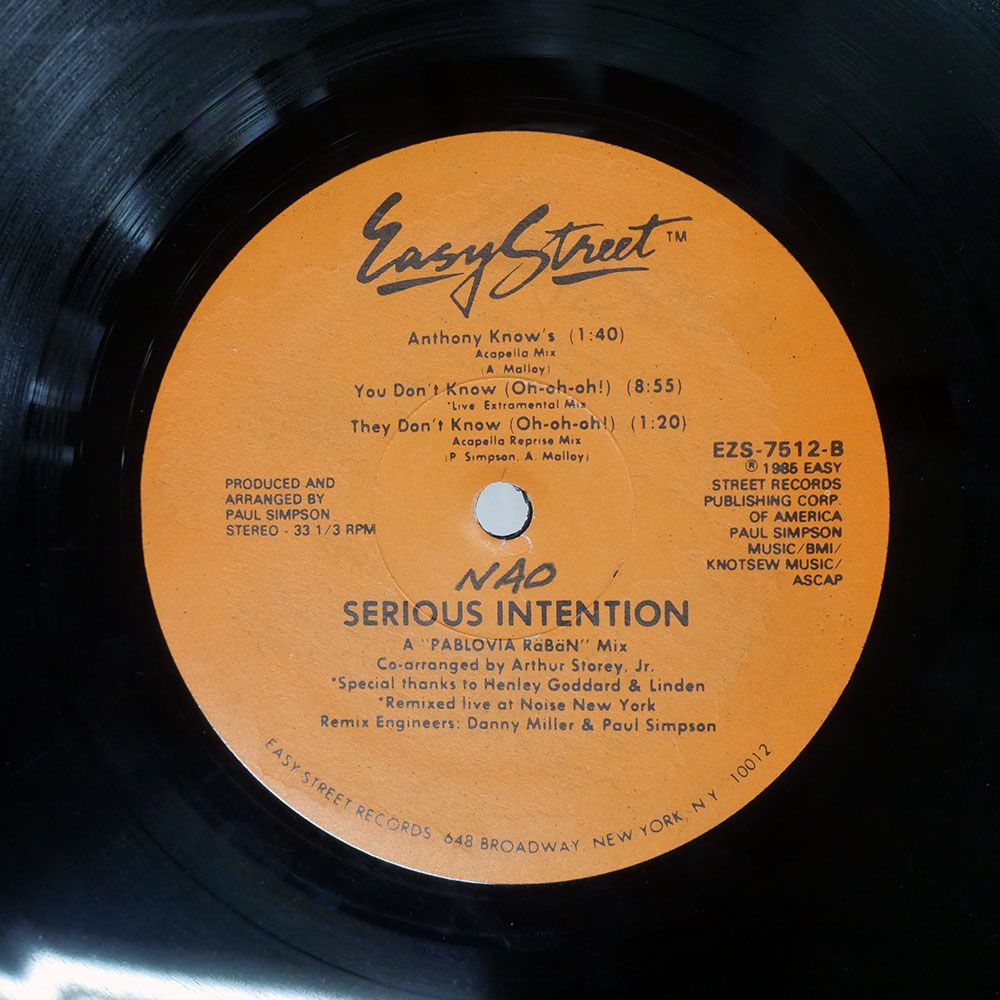 EasyStreet™
Anthony Know's (1:40)
Acapella Mix
(A. Malloy)
You Don't Know (Oh-oh-oh!) (8:55)
*Live Extramental Mix
They Don't Know (Oh-oh-oh!) (1:20)
Acapella Reprise Mix
(P. Simpson, A. Malloy)
PRODUCED AND
ARRANGED BY
PAUL SIMPSON
STEREO - 33 1/3 RPM
EZS-7512-B
® 1985 EASY
STREET RECORDS
PUBLISHING CORP.
OF AMERICA
PAUL SIMPSON
MUSIC/BMI/
KNOTSEW MUSIC/
ASCAP
NAO
SERIOUS INTENTION
A "PABLOVIA RäBäN" Mix
Co-arranged by Arthur Storey, Jr.
*Special thanks to Henley Goddard & Linden
*Remixed live at Noise New York
Remix Engineers: Danny Miller & Paul Simpson
EASY STREET RECORDS, 648 BROADWAY, NEW YORK, N.Y. 10012